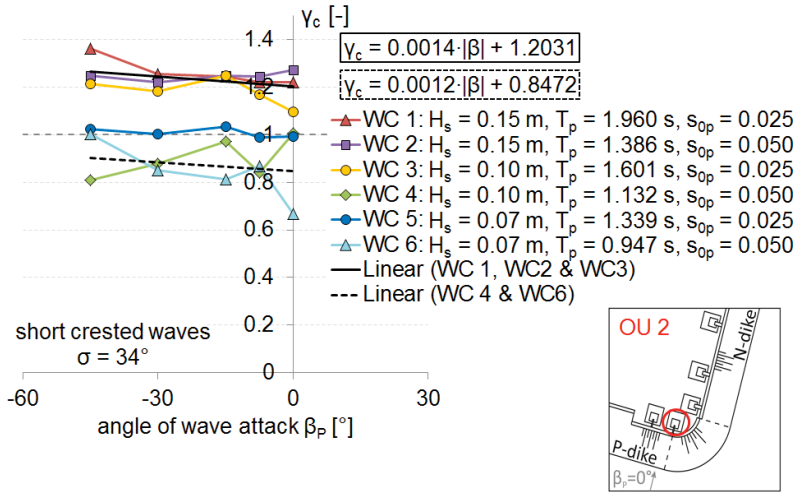 γc [-]
1.4
1.2
1
0.8
0.6
0.4
0.2
0
γc = 0.0014·|β| + 1.2031
γc = 0.0012·|β| + 0.8472
WC 1: Hs = 0.15 m, Tp = 1.960 s, s0p = 0.025
WC 2: Hs = 0.15 m, Tp = 1.386 s, s0p = 0.050
WC 3: Hs = 0.10 m, Tp = 1.601 s, s0p = 0.025
WC 4: Hs = 0.10 m, Tp = 1.132 s, s0p = 0.050
WC 5: Hs = 0.07 m, Tp = 1.339 s, s0p = 0.025
WC 6: Hs = 0.07 m, Tp = 0.947 s, s0p = 0.050
Linear (WC 1, WC2 & WC3)
Linear (WC 4 & WC6)
short crested waves
σ = 34°
-60 -30 0 30
angle of wave attack βP [°]
OU 2
N-dike
P-dike
βP=0°